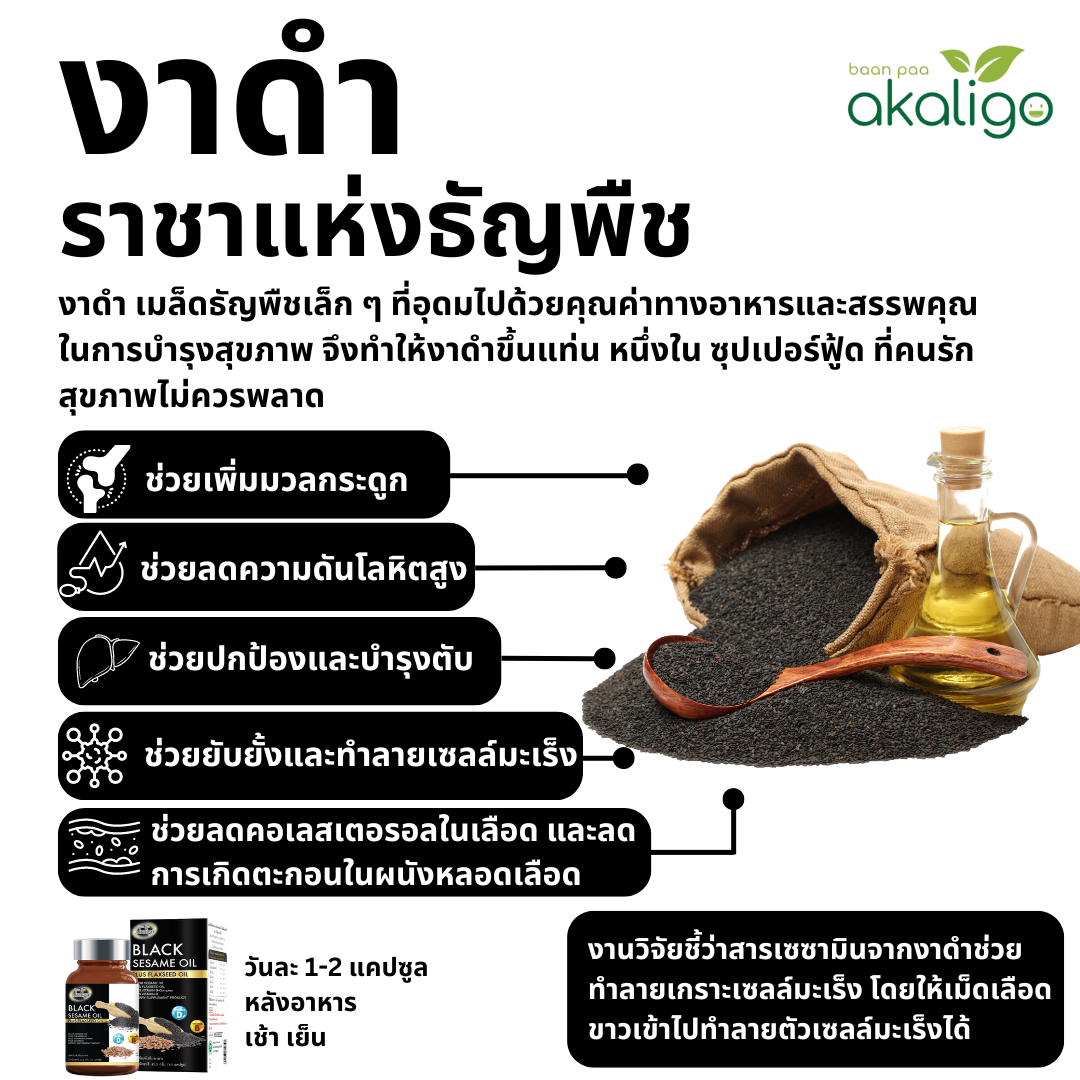 งาดำ
baan paa
akaligo
ราชาแห่งธัญพืช
งาดำ เมล็ดธัญพืชเล็ก ๆ ที่อุดมไปด้วยคุณค่าทางอาหารและสรรพคุณ
ในการบำรุงสุขภาพ จึงทำให้งาดำขึ้นแท่น หนึ่งใน ซุปเปอร์ฟู้ด ที่คนรัก
สุขภาพไม่ควรพลาด
ช่วยเพิ่มมวลกระดูก
ช่วยลดความดันโลหิตสูง
ช่วยปกป้องและบำรุงตับ
ช่วยยับยั้งและทำลายเซลล์มะเร็ง
ช่วยลดคอเลสเตอรอลในเลือด และลด
การเกิดตะกอนในผนังหลอดเลือด
BLACK
SESAME OIL
PLUS FLAXSEED OIL
BLACK
SESAME OIL
วันละ 1-2 แคปซูล
หลังอาหาร
เช้า เย็น
งานวิจัยชี้ว่าสารเซซามินจากงาดำช่วย
ทำลายเกราะเซลล์มะเร็ง โดยให้เม็ดเลือด
ขาวเข้าไปทำลายตัวเซลล์มะเร็งได้